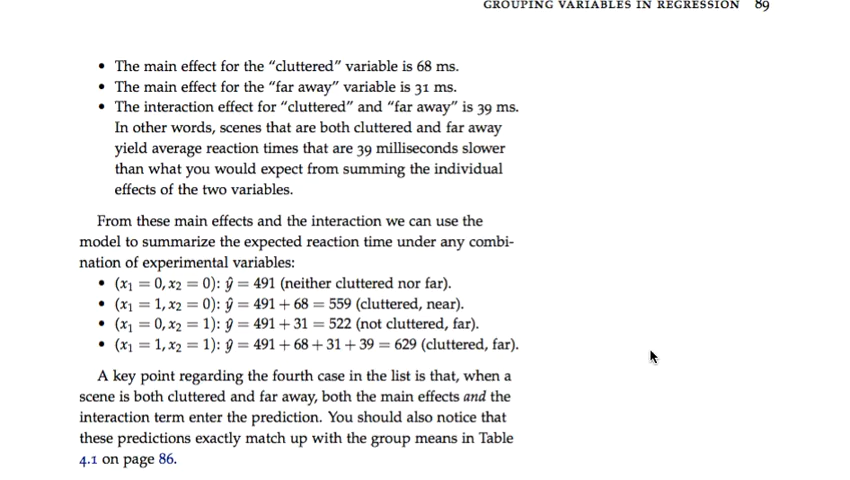 GROUPING VARIABLES IN REGRESSION 89
• The main effect for the “cluttered” variable is 68 ms.
• The main effect for the “far away” variable is 31 ms.
• The interaction effect for “cluttered” and “far away” is 39 ms.
In other words, scenes that are both cluttered and far away
yield average reaction times that are 39 milliseconds slower
than what you would expect from summing the individual
effects of the two variables.
From these main effects and the interaction we can use the
model to summarize the expected reaction time under any combi-
nation of experimental variables:
• (x₁ = 0, x₂ = 0): ŷ = 491 (neither cluttered nor far).
• (x₁ = 1, x₂ = 0): ŷ = 491 + 68 = 559 (cluttered, near).
• (x₁ = 0, x₂ = 1): ŷ = 491 + 31 = 522 (not cluttered, far).
• (x₁ = 1, x₂ = 1): ŷ = 491 + 68 + 31 + 39 = 629 (cluttered, far).
A key point regarding the fourth case in the list is that, when a
scene is both cluttered and far away, both the main effects and the
interaction term enter the prediction. You should also notice that
these predictions exactly match up with the group means in Table
4.1 on page 86.